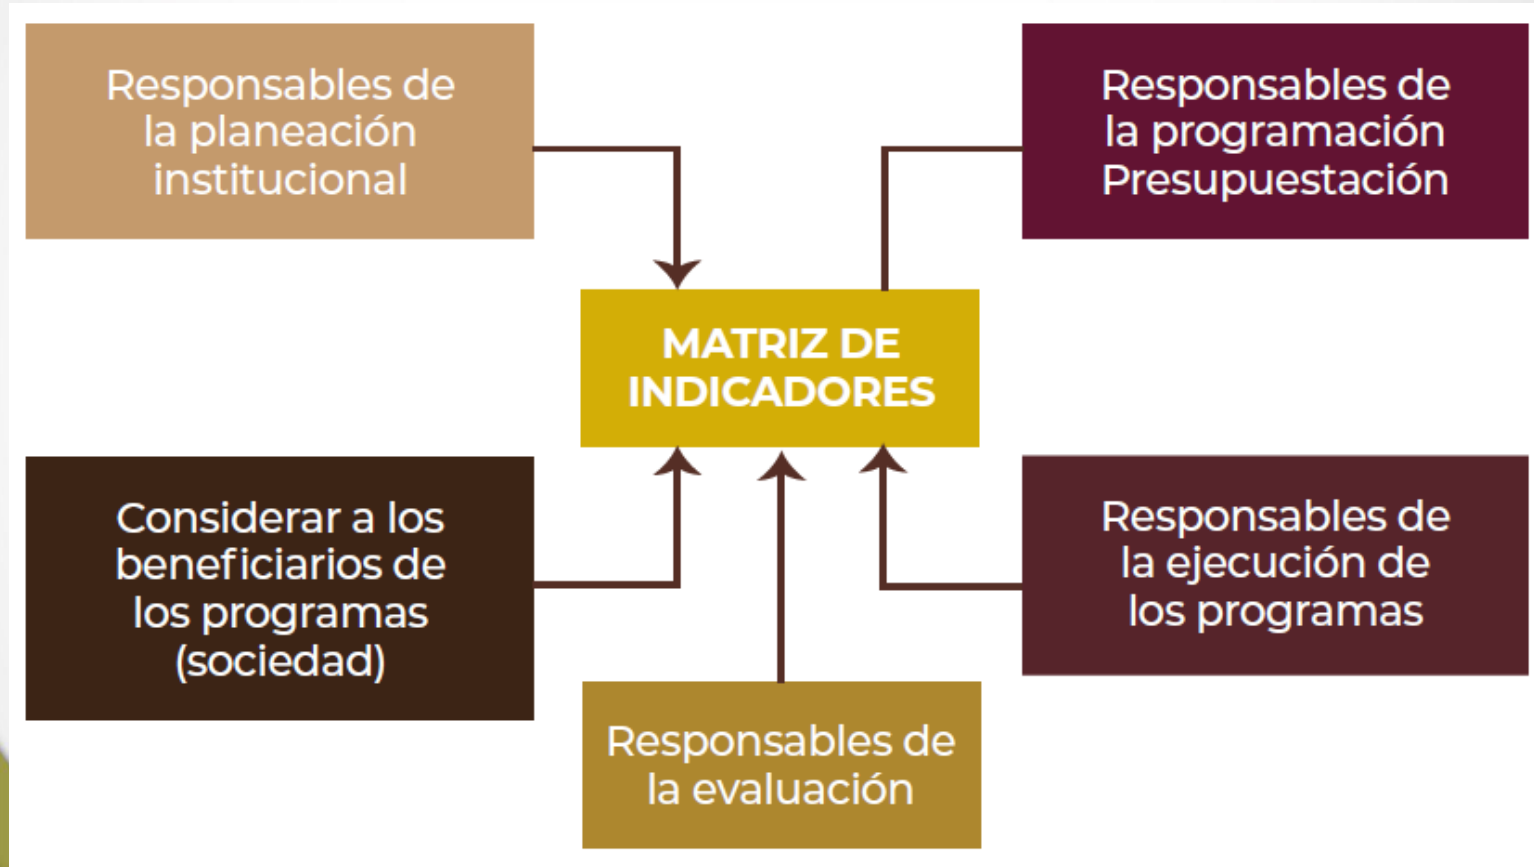 Responsables de
la planeación
institucional
Responsables de
la programación
Presupuestación
MATRIZ DE
INDICADORES
Considerar a los
beneficiarios de
los programas
(sociedad)
Responsables de
la ejecución de
los programas
Responsables de
la evaluación